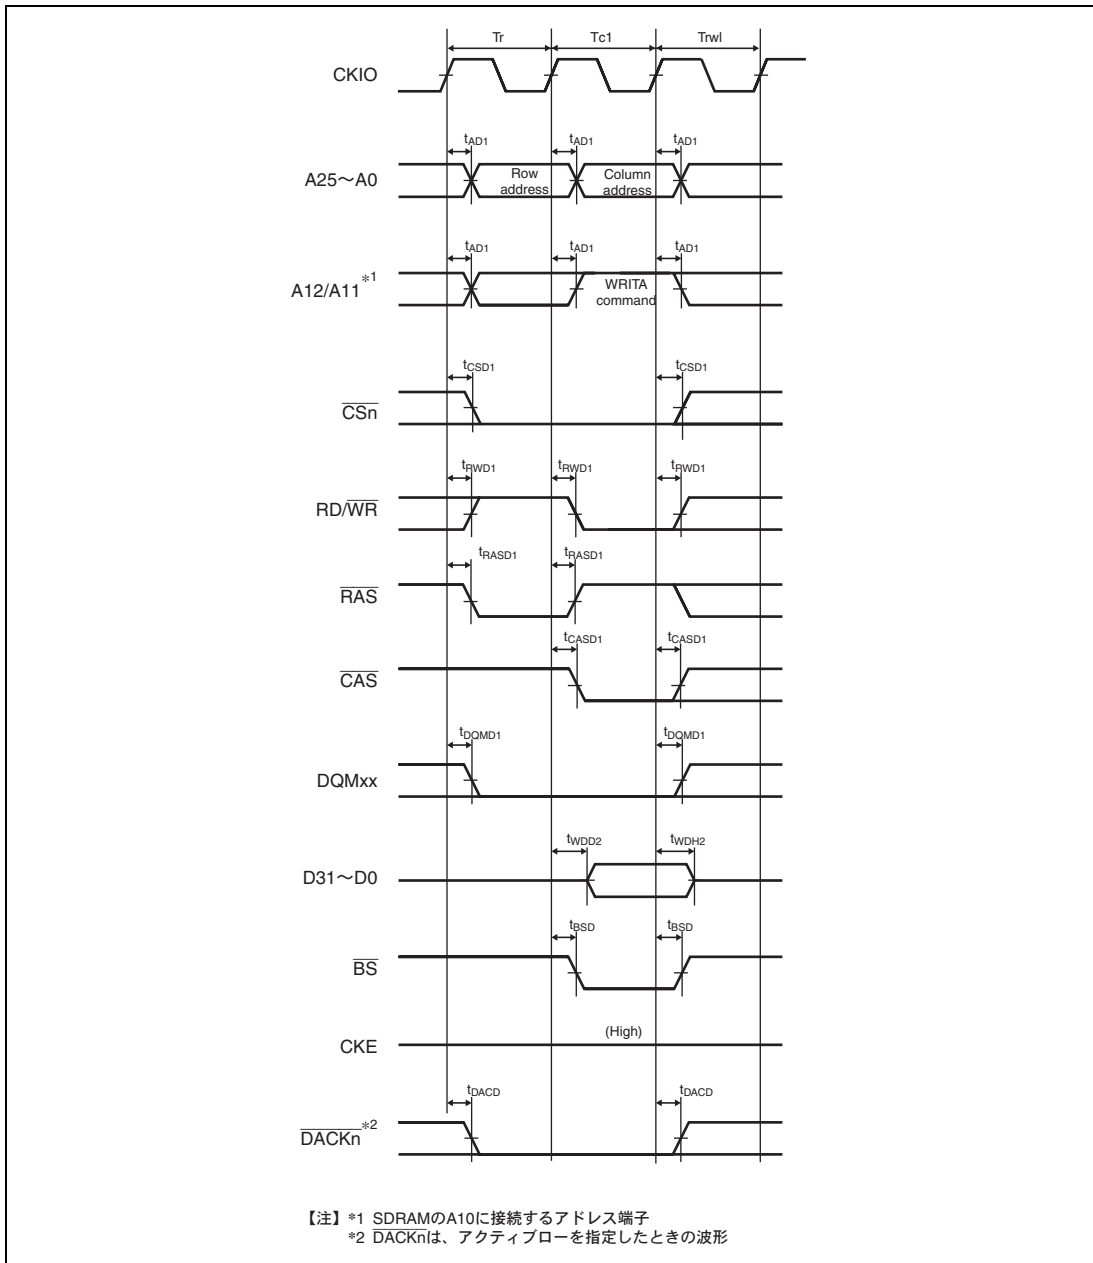 Tr Tc1 Trwl
CKIO
tAD1 tAD1 tAD1
A25～A0
Row address
Column address
tAD1 tAD1 tAD1
A12/A11*1
WRITA command
tCSD1 tCSD1
CSn
tRWD1 tRWD1 tRWD1
RD/WR
tRASD1 tRASD1
RAS
tCASD1 tCASD1
CAS
tDQMD1 tDQMD1
DQMxx
tWDD2 tWDH2
D31～D0
tBSD tBSD
BS
(High)
CKE
tDACD tDACD
DACKn*2
【注】 *1 SDRAMのA10に接続するアドレス端子
*2 DACKnは、アクティブローを指定したときの波形